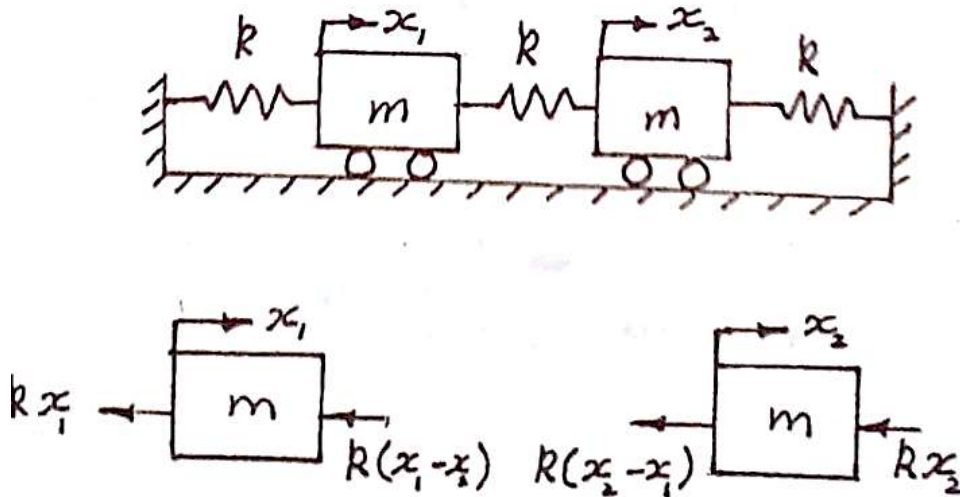 x₁ x₂
k k k
m m
x₁ x₂
kx₁ m m
k(x₁-x₂) k(x₂-x₁) kx₂